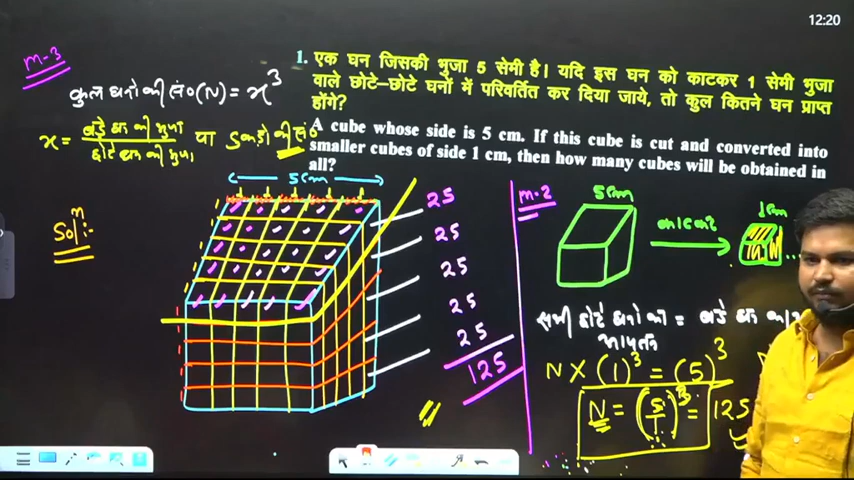 12:20
m-3
कुल घनो की सं०(N) = x³
x = बड़े घन की भुजा / छोटे घन की भुजा या Sकड़ो की सं०
1. एक घन जिसकी भुजा 5 सेमी है। यदि इस घन को काटकर 1 सेमी भुजा
वाले छोटे–छोटे घनों में परिवर्तित कर दिया जाये, तो कुल कितने घन प्राप्त
होंगे?
A cube whose side is 5 cm. If this cube is cut and converted into
smaller cubes of side 1 cm, then how many cubes will be obtained in
all?
Solⁿ:-
5cm
25
25
25
25
25
125
m-2
5cm
1cm
सभी छोटे घनो का = बड़े घन का
आयतन
N × (1)³ = (5)³
N = (5/1)³ = 125